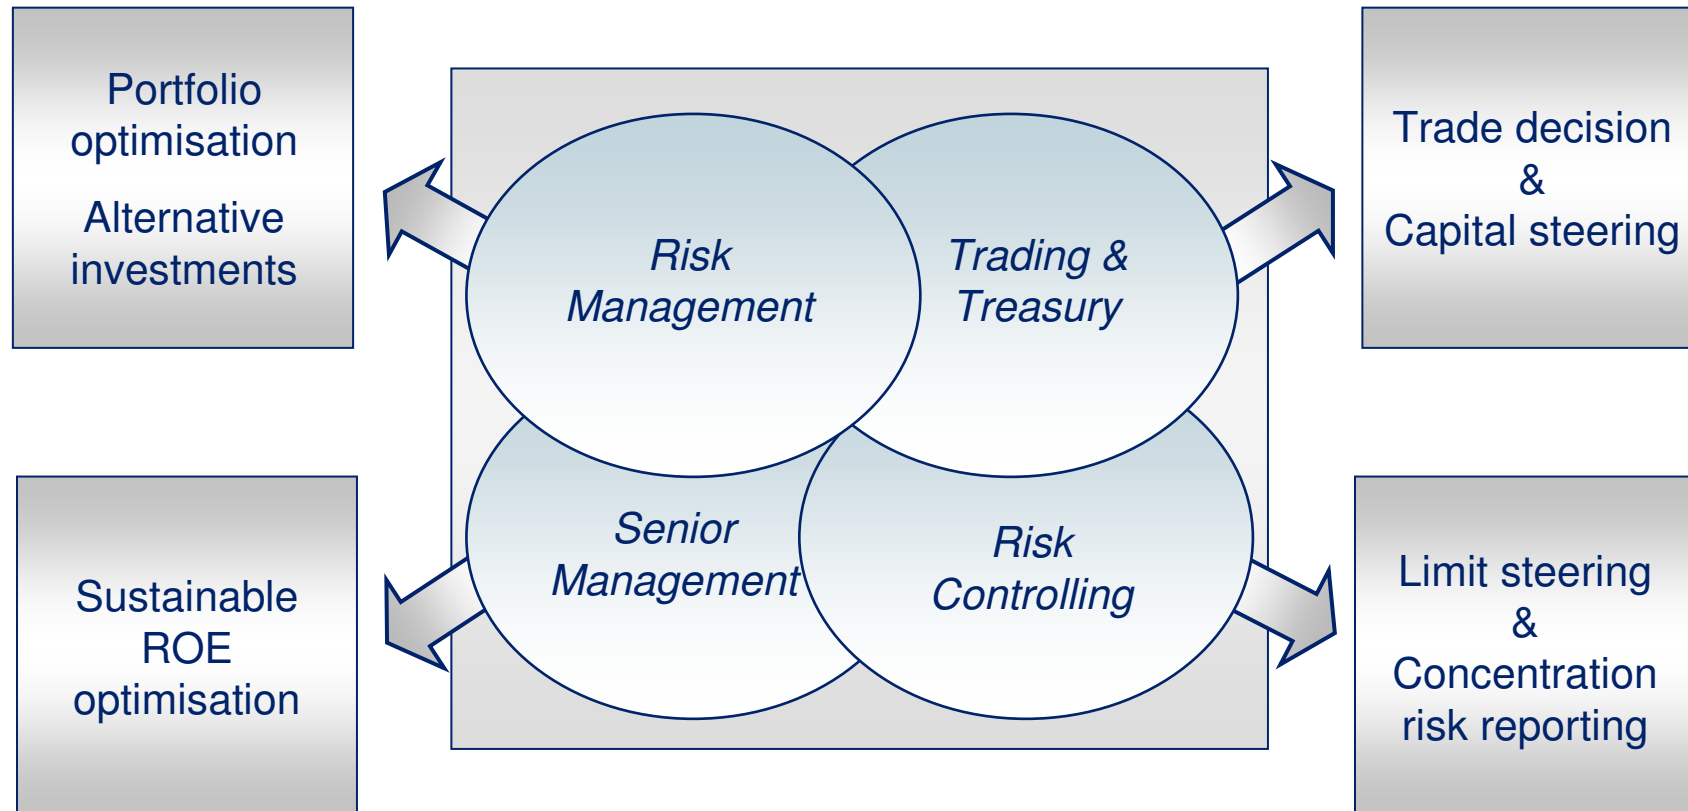 Portfolio
optimisation
Alternative
investments
Risk
Management
Trading &
Treasury
Trade decision
&
Capital steering
Sustainable
ROE
optimisation
Senior
Management
Risk
Controlling
Limit steering
&
Concentration
risk reporting